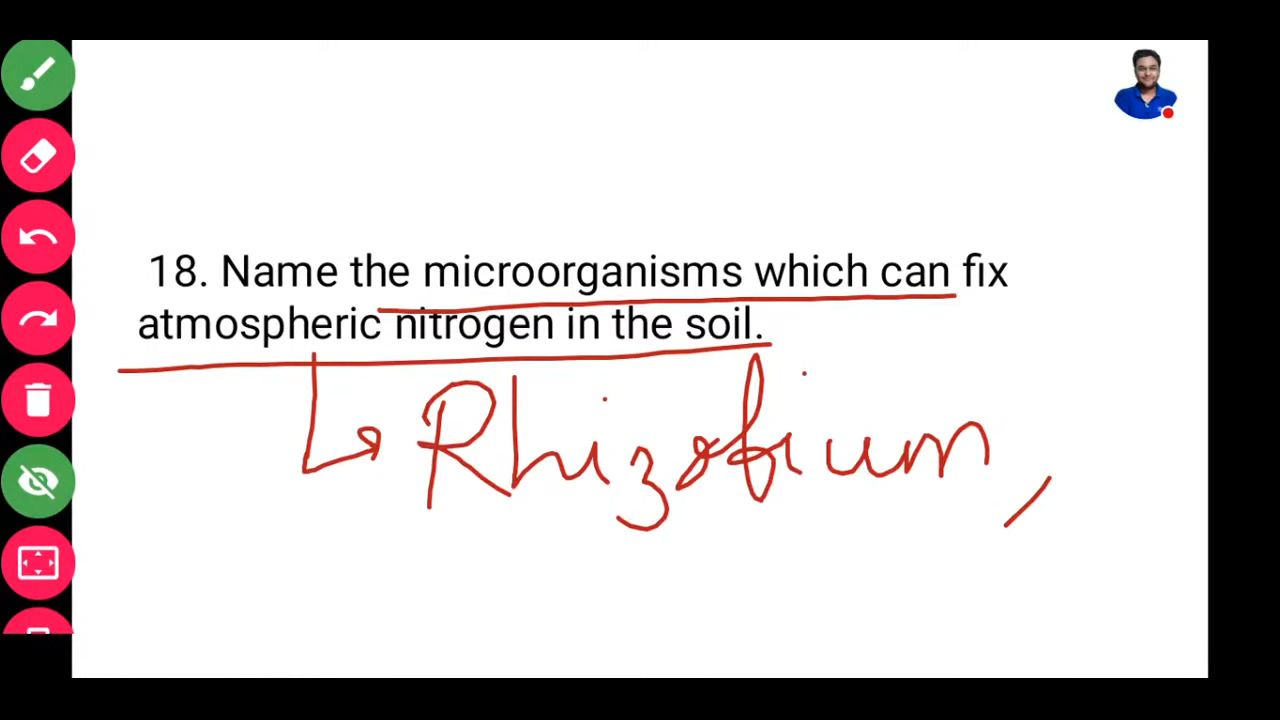 18. Name the microorganisms which can fix
atmospheric nitrogen in the soil.
Rhizobium,